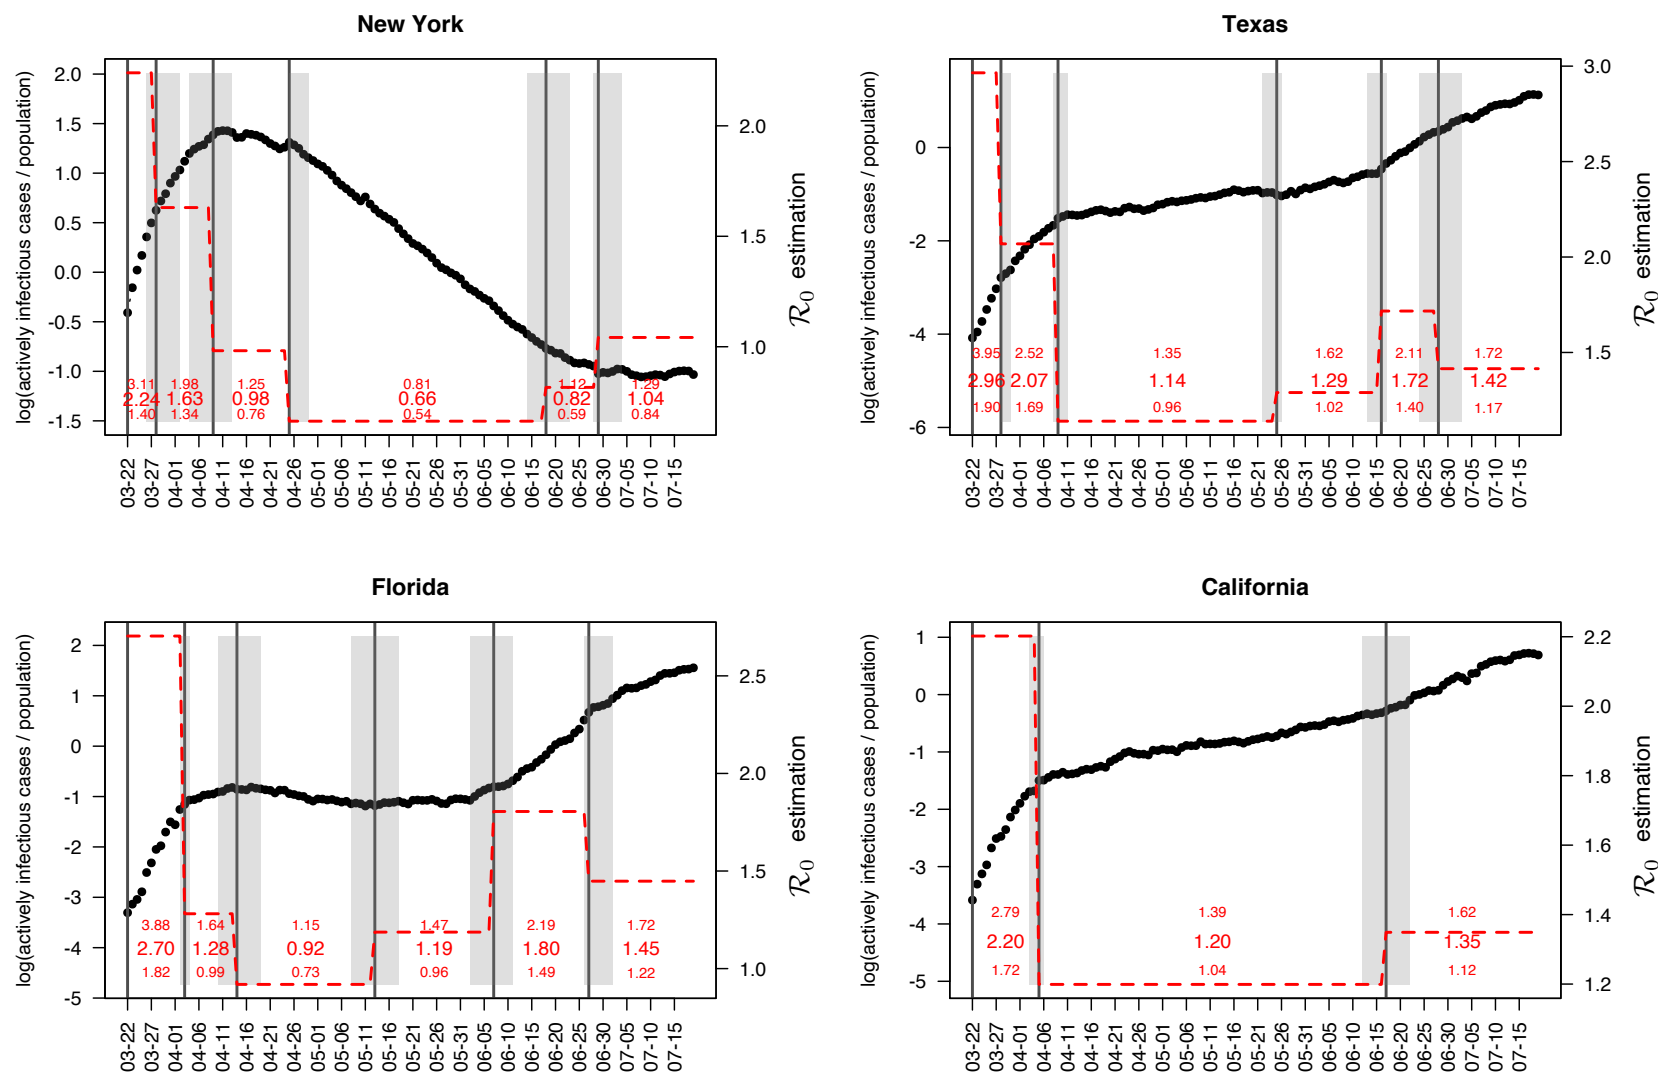 New York
log(actively infectious cases / population)
2.0
1.5
1.0
0.5
0.0
-0.5
-1.0
-1.5
3.11 1.98 1.25 0.81 1.12 1.29
2.24 1.63 0.98 0.66 0.82 1.04
1.40 1.34 0.76 0.54 0.59 0.84
2.0
1.5
1.0
R0 estimation
03-22 03-27 04-01 04-06 04-11 04-16 04-21 04-26 05-01 05-06 05-11 05-16 05-21 05-26 05-31 06-05 06-10 06-15 06-20 06-25 06-30 07-05 07-10 07-15
Texas
log(actively infectious cases / population)
0
-2
-4
-6
3.95 2.52 1.35 1.62 2.11 1.72
2.96 2.07 1.14 1.29 1.72 1.42
1.90 1.69 0.96 1.02 1.40 1.17
3.0
2.5
2.0
1.5
R0 estimation
03-22 03-27 04-01 04-06 04-11 04-16 04-21 04-26 05-01 05-06 05-11 05-16 05-21 05-26 05-31 06-05 06-10 06-15 06-20 06-25 06-30 07-05 07-10 07-15
Florida
log(actively infectious cases / population)
2
1
0
-1
-2
-3
-4
-5
3.88 1.64 1.15 1.47 2.19 1.72
2.70 1.28 0.92 1.19 1.80 1.45
1.82 0.99 0.73 0.96 1.49 1.22
2.5
2.0
1.5
1.0
R0 estimation
03-22 03-27 04-01 04-06 04-11 04-16 04-21 04-26 05-01 05-06 05-11 05-16 05-21 05-26 05-31 06-05 06-10 06-15 06-20 06-25 06-30 07-05 07-10 07-15
California
log(actively infectious cases / population)
1
0
-1
-2
-3
-4
-5
2.79 1.39 1.62
2.20 1.20 1.35
1.72 1.04 1.12
2.2
2.0
1.8
1.6
1.4
1.2
R0 estimation
03-22 03-27 04-01 04-06 04-11 04-16 04-21 04-26 05-01 05-06 05-11 05-16 05-21 05-26 05-31 06-05 06-10 06-15 06-20 06-25 06-30 07-05 07-10 07-15